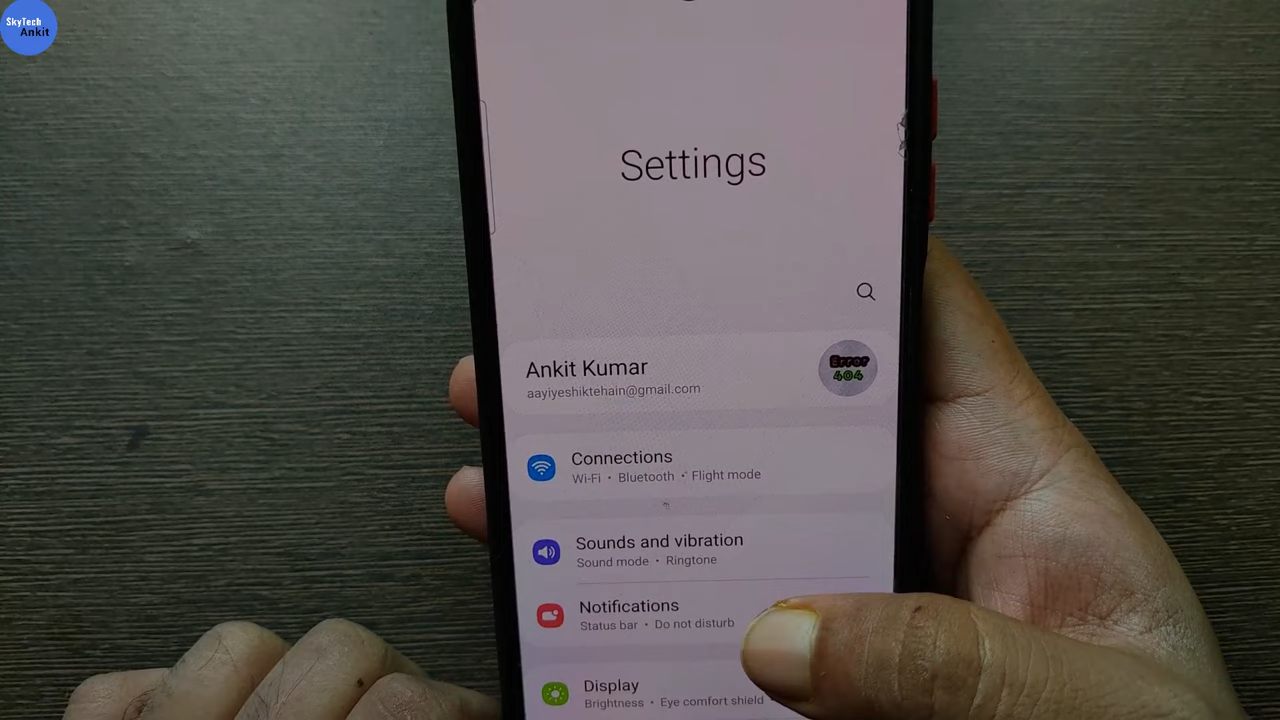 SkyTech
Ankit
Settings
Ankit Kumar
aayiyeshiktehain@gmail.com
Error
404
Connections
Wi-Fi • Bluetooth • Flight mode
Sounds and vibration
Sound mode • Ringtone
Notifications
Status bar • Do not disturb
Display
Brightness • Eye comfort shield •